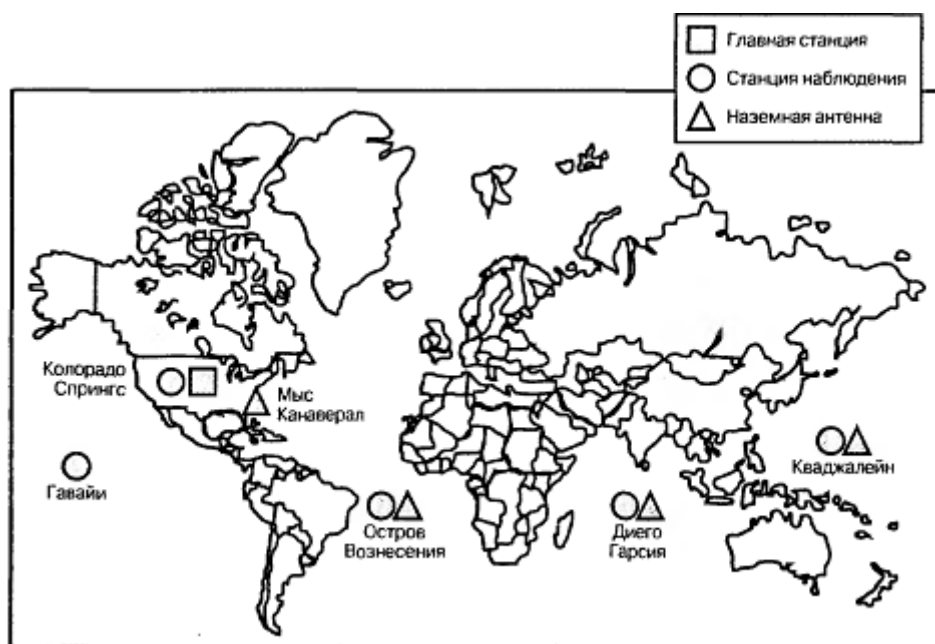 Главная станция
Станция наблюдения
Наземная антенна
Колорадо
Спрингс
Мыс
Канаверал
Гавайи
Остров
Вознесения
Диего
Гарсия
Кваджалейн